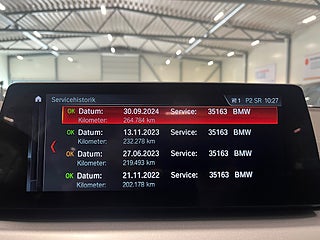 Servicehistorik P2 SR 10:27
OK Datum: 30.09.2024 Service: 35163 BMW
Kilometer: 264.784 km
OK Datum: 13.11.2023 Service: 35163 BMW
Kilometer: 232.278 km
OK Datum: 27.06.2023 Service: 35163 BMW
Kilometer: 219.493 km
OK Datum: 21.11.2022 Service: 35163 BMW
Kilometer: 202.178 km